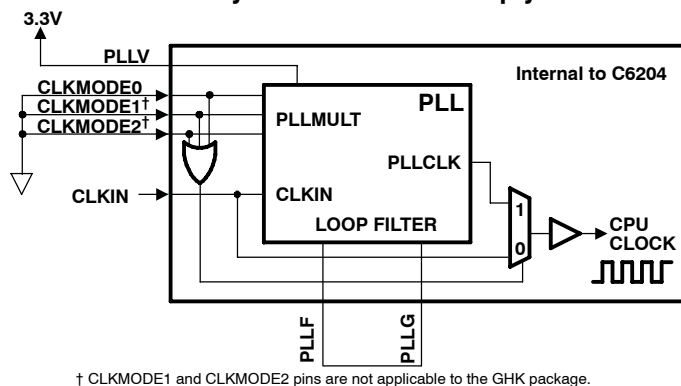 3.3V
PLLV
Internal to C6204
CLKMODE0
CLKMODE1†
CLKMODE2†
PLL
PLLMULT
PLLCLK
CLKIN
CLKIN
LOOP FILTER
1
0
CPU
CLOCK
PLLF
PLLG
† CLKMODE1 and CLKMODE2 pins are not applicable to the GHK package.